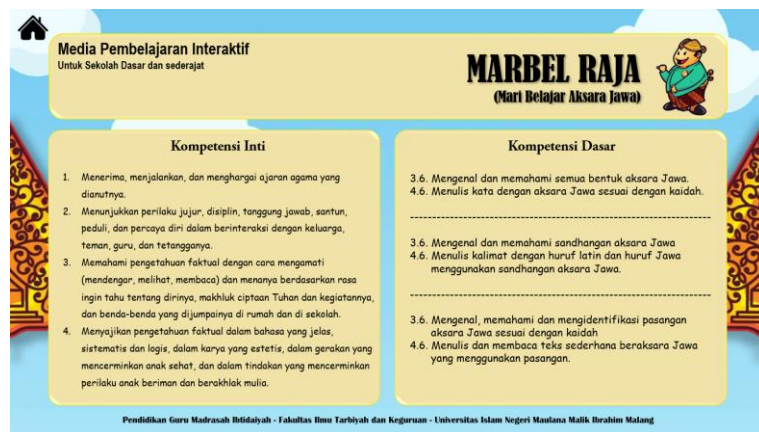 Media Pembelajaran Interaktif
Untuk Sekolah Dasar dan sederajat
MARBEL RAJA
(Mari Belajar Aksara Jawa)
Kompetensi Inti
1. Menerima, menjalankan, dan menghargai ajaran agama yang
dianutnya.
2. Menunjukkan perilaku jujur, disiplin, tanggung jawab, santun,
peduli, dan percaya diri dalam berinteraksi dengan keluarga,
teman, guru, dan tetangganya.
3. Memahami pengetahuan faktual dengan cara mengamati
(mendengar, melihat, membaca) dan menanya berdasarkan rasa
ingin tahu tentang dirinya, makhluk ciptaan Tuhan dan kegiatannya,
dan benda-benda yang dijumpainya di rumah dan di sekolah.
4. Menyajikan pengetahuan faktual dalam bahasa yang jelas,
sistematis dan logis, dalam karya yang estetis, dalam gerakan yang
mencerminkan anak sehat, dan dalam tindakan yang mencerminkan
perilaku anak beriman dan berakhlak mulia.
Kompetensi Dasar
3.6. Mengenal dan memahami semua bentuk aksara Jawa.
4.6. Menulis kata dengan aksara Jawa sesuai dengan kaidah.
3.6. Mengenal dan memahami sandhangan aksara Jawa
4.6. Menulis kalimat dengan huruf latin dan huruf Jawa
menggunakan sandhangan aksara Jawa.
3.6. Mengenal, memahami dan mengidentifikasi pasangan
aksara Jawa sesuai dengan kaidah
4.6. Menulis dan membaca teks sederhana beraksara Jawa
yang menggunakan pasangan.
Pendidikan Guru Madrasah Ibtidaiyah - Fakultas Ilmu Tarbiyah dan Keguruan - Universitas Islam Negeri Maulana Malik Ibrahim Malang